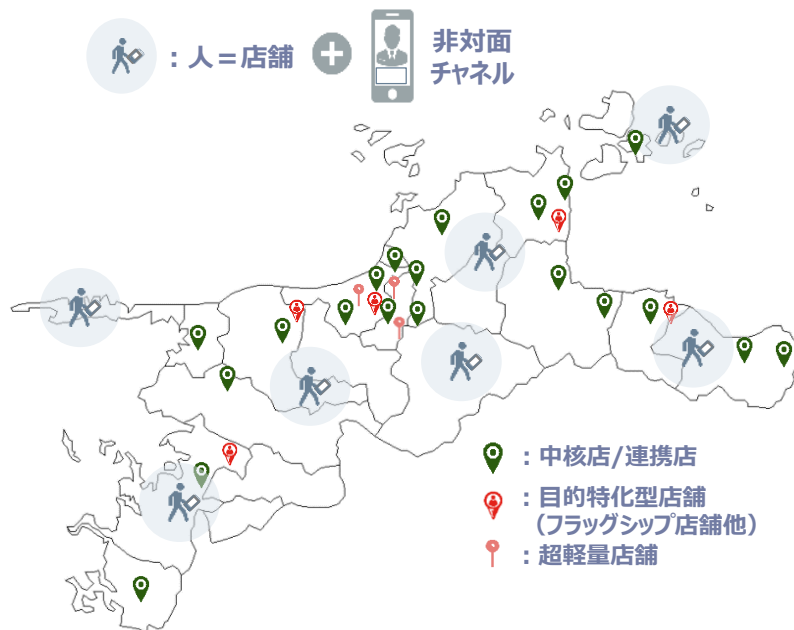 ：人＝店舗
非対面
チャネル
：中核店/連携店
：目的特化型店舗
（フラッグシップ店舗他）
：超軽量店舗